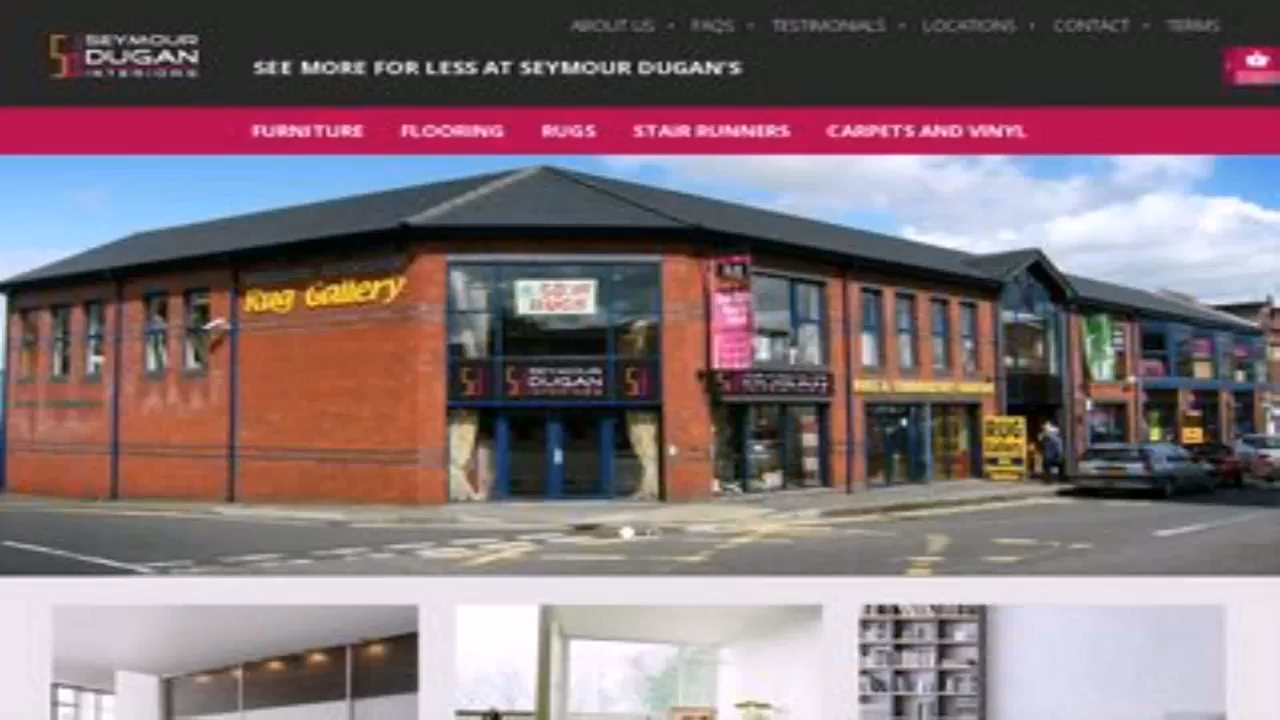 ABOUT US • FAQS • TESTIMONIALS • LOCATIONS • CONTACT • TERMS
SEYMOUR
DUGAN
INTERIORS
SEE MORE FOR LESS AT SEYMOUR DUGAN'S
FURNITURE FLOORING RUGS STAIR RUNNERS CARPETS AND VINYL
Rug Gallery
SEYMOUR
DUGAN
INTERIORS
RUG